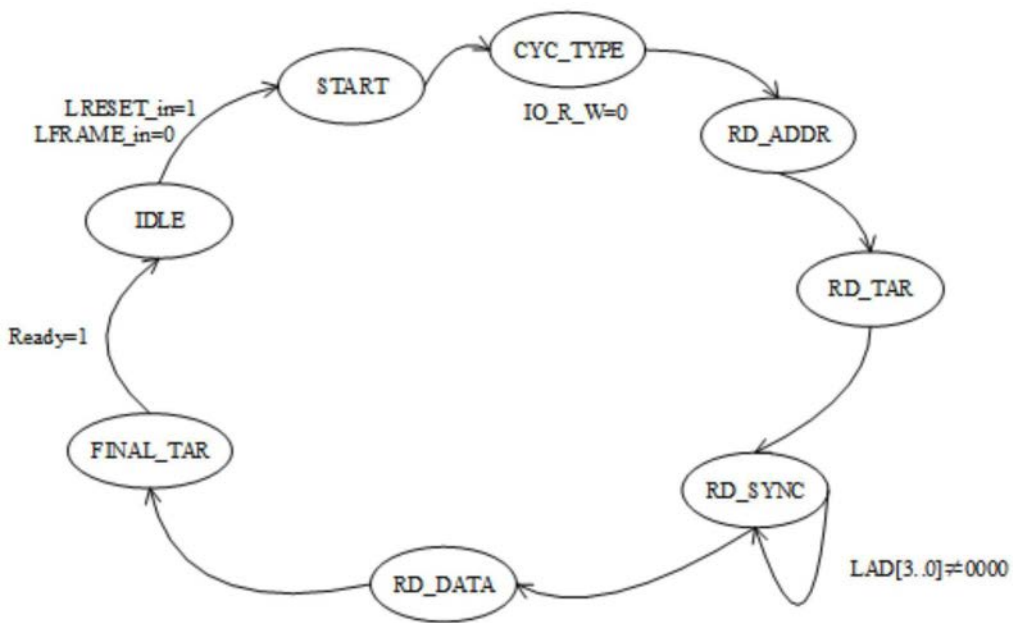 CYC_TYPE
START
IO_R_W=0
LRESET_in=1
LFRAME_in=0
RD_ADDR
IDLE
RD_TAR
Ready=1
FINAL_TAR
RD_SYNC
LAD[3..0]≠0000
RD_DATA